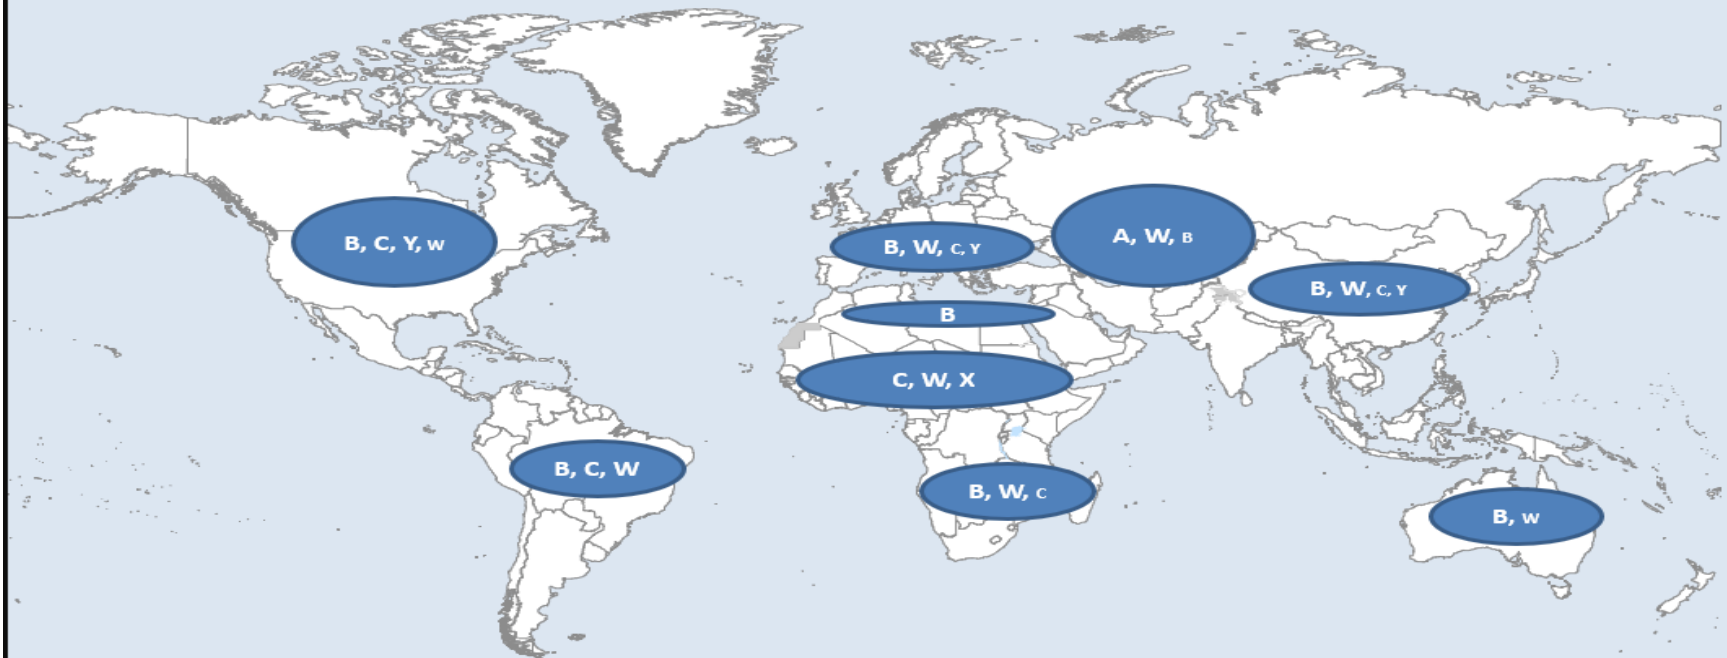 B, C, Y, W
B, W, C, Y
A, W, B
B, W, C, Y
B
C, W, X
B, C, W
B, W, C
B, W